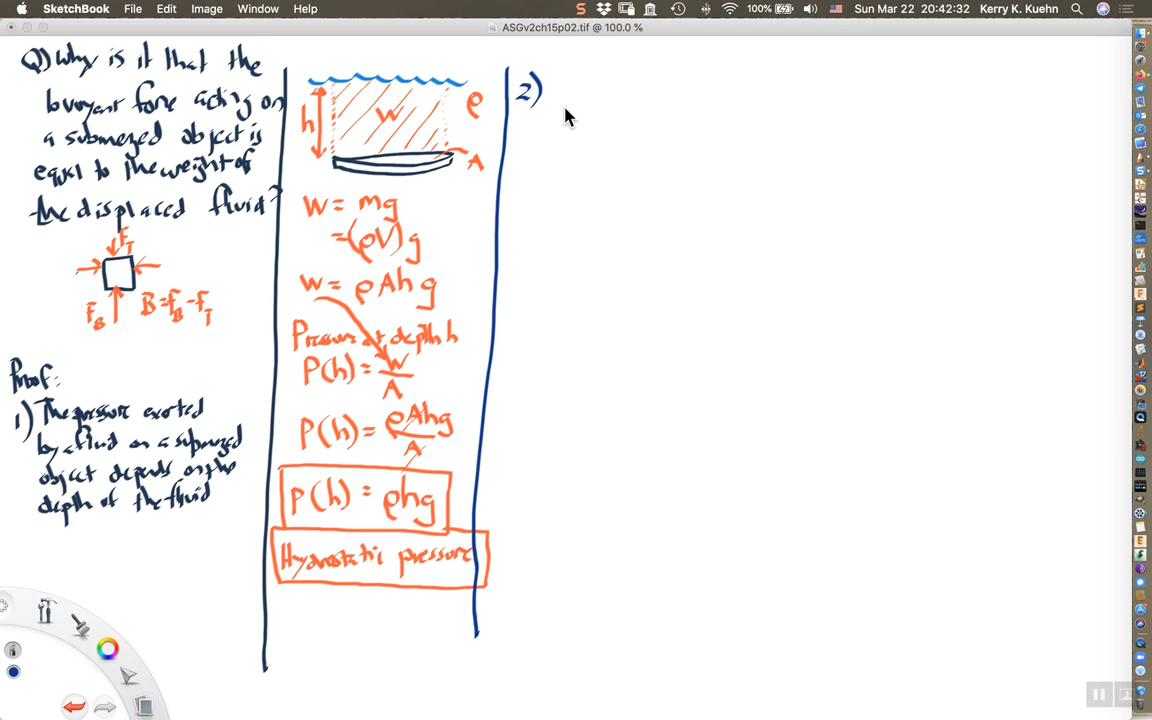 SketchBook File Edit Image Window Help
100% Sun Mar 22 20:42:32 Kerry K. Kuehn
ASGv2ch15p02.tif @ 100.0 %
Q) Why is it that the
buoyant force acting on
a submerged object is
equal to the weight of
the displaced fluid?
F_T
F_B
B = F_B - F_T
Proof:
1) The pressure exerted
by a fluid on a submerged
object depends on the
depth of the fluid
h
W
ρ
A
W = mg
=(ρV)g
W = ρAhg
Pressure at depth h
P(h) = W/A
P(h) = ρAhg/A
P(h) = ρhg
Hydrostatic pressure
2)